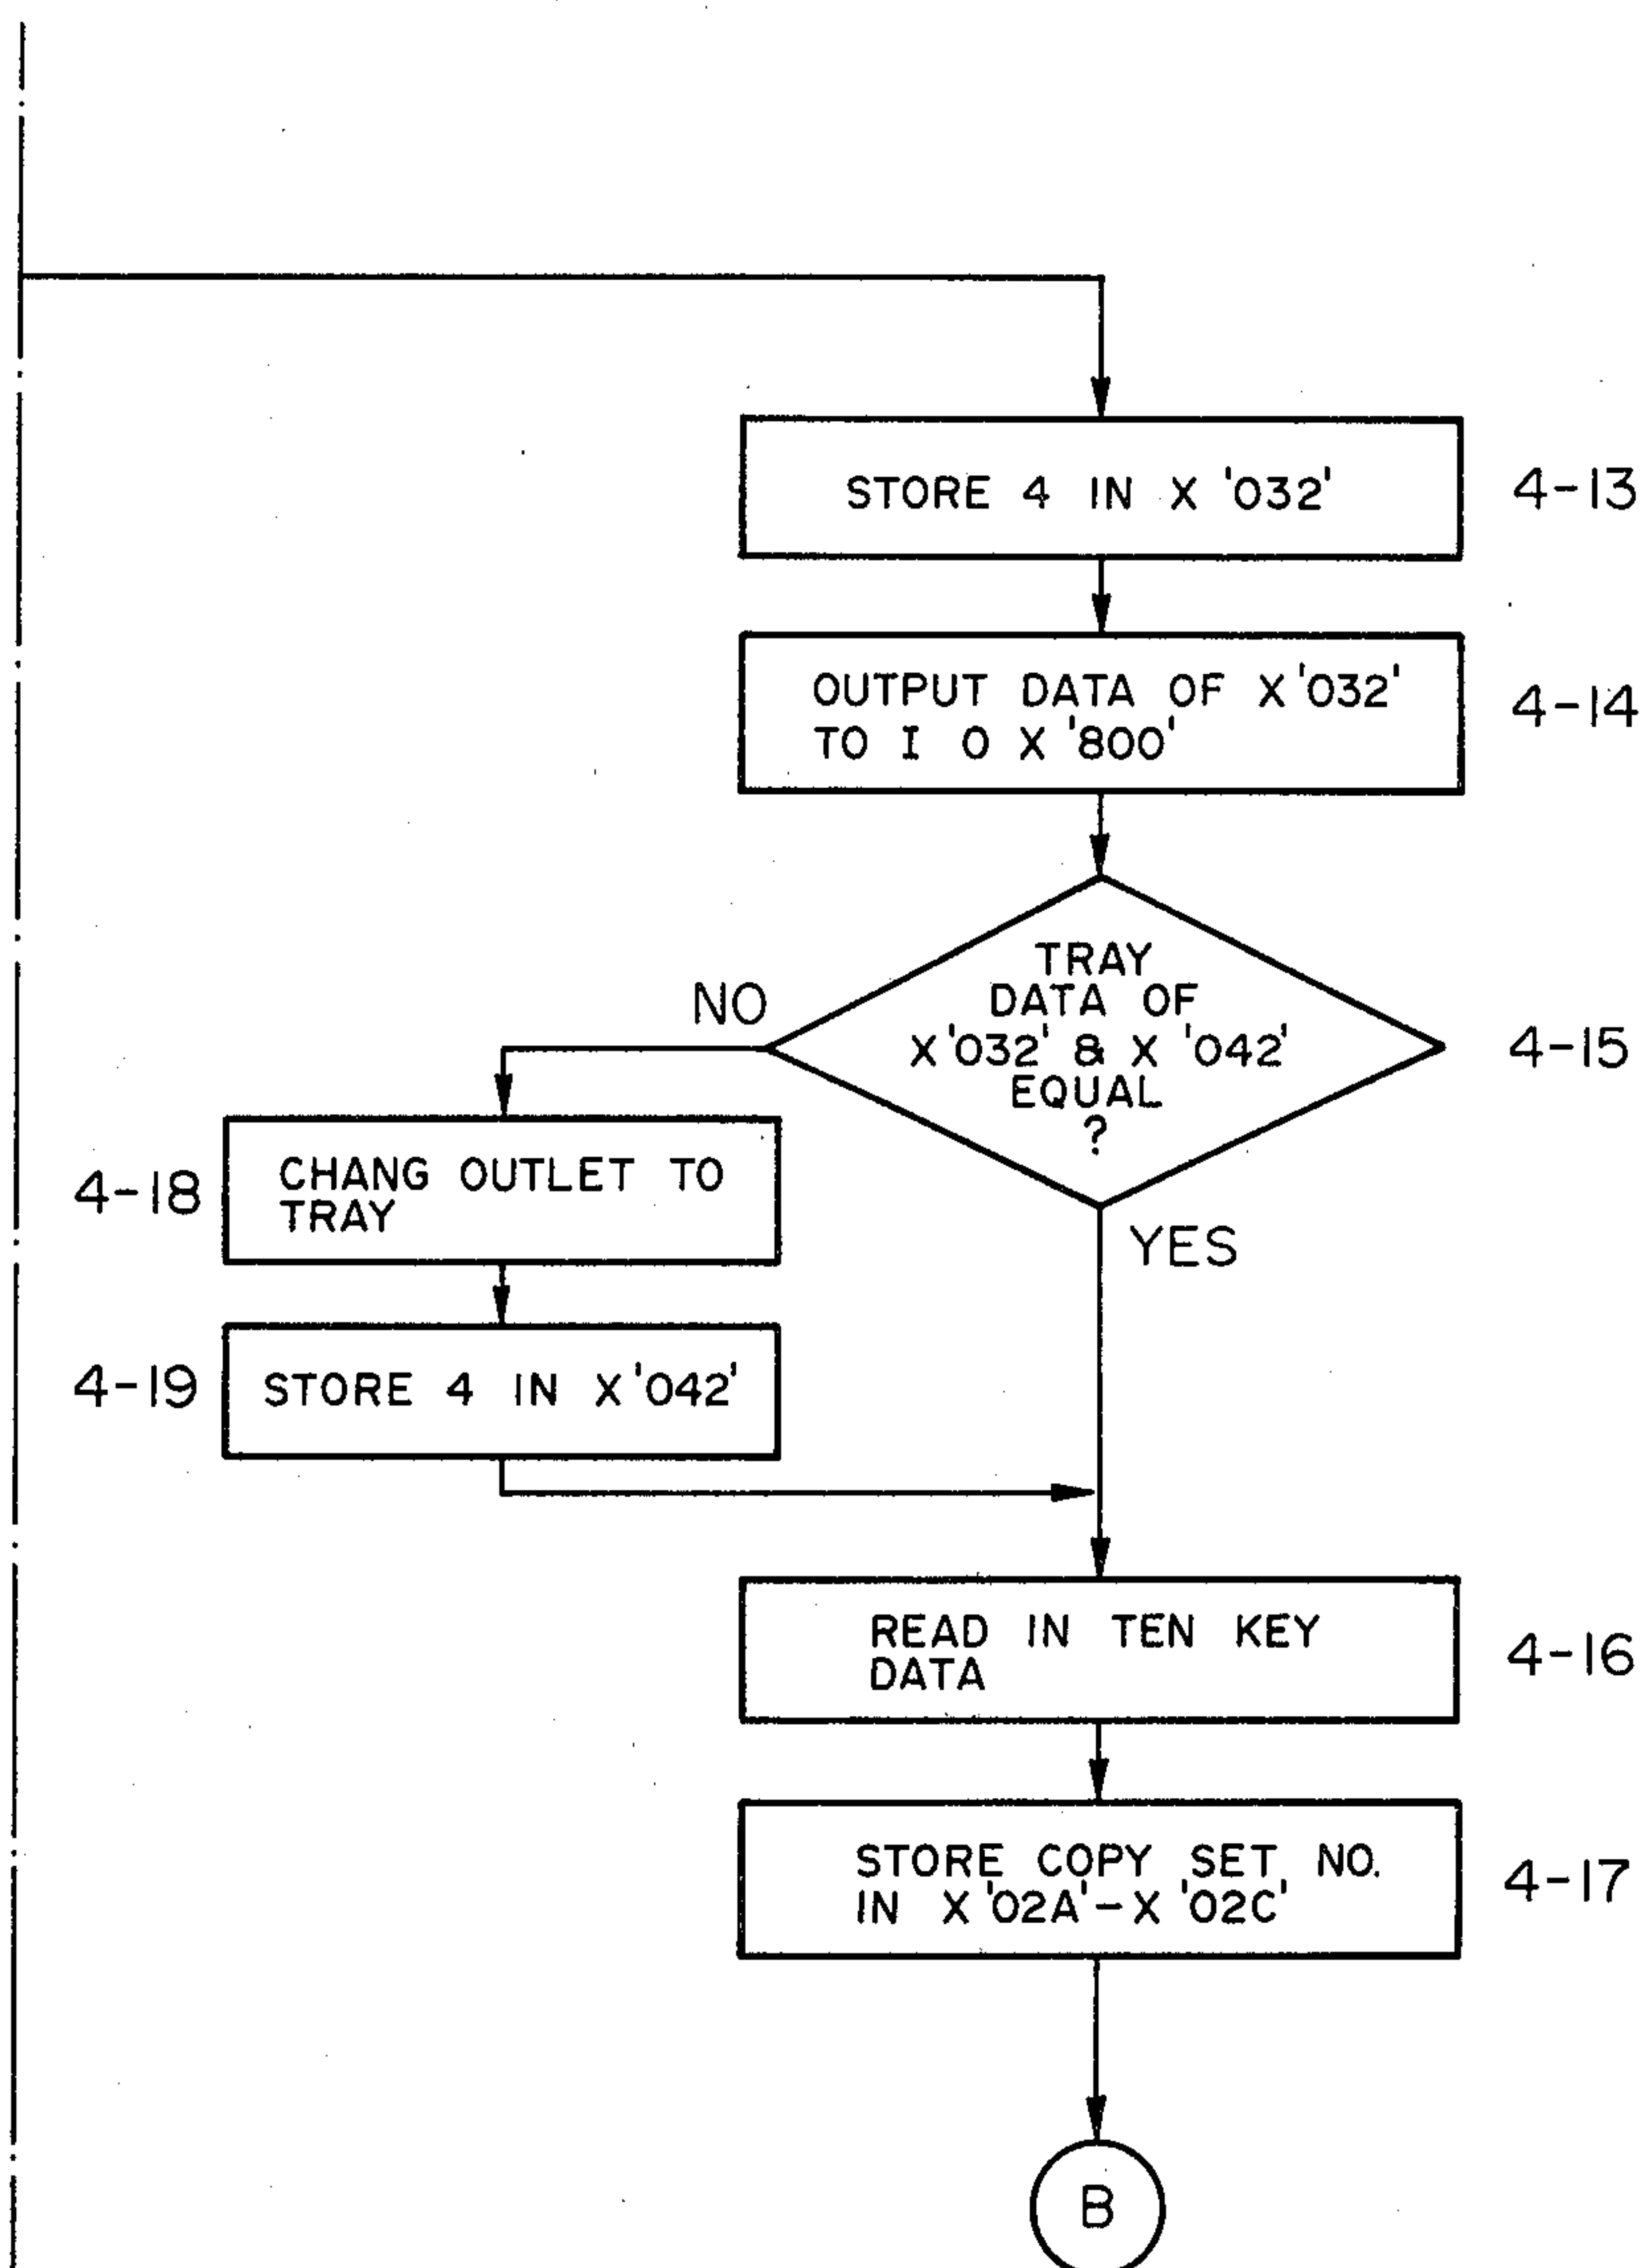 STORE 4 IN X '032'
4-13
OUTPUT DATA OF X '032'
TO I O X '800'
4-14
TRAY
DATA OF
X '032' & X '042'
EQUAL
?
4-15
NO
YES
4-18
CHANG OUTLET TO
TRAY
4-19
STORE 4 IN X '042'
READ IN TEN KEY
DATA
4-16
STORE COPY SET NO.
IN X '02A' - X '02C'
4-17
B